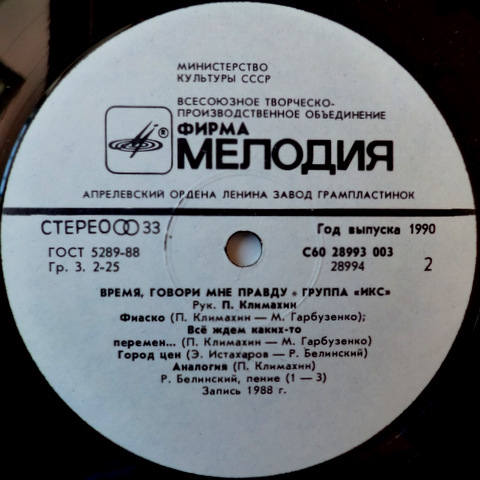 МИНИСТЕРСТВО
КУЛЬТУРЫ СССР
ВСЕСОЮЗНОЕ ТВОРЧЕСКО-
ПРОИЗВОДСТВЕННОЕ ОБЪЕДИНЕНИЕ
ФИРМА
® МЕЛОДИЯ
АПРЕЛЕВСКИЙ ОРДЕНА ЛЕНИНА ЗАВОД ГРАМПЛАСТИНОК
СТЕРЕО 33 Год выпуска 1990
ГОСТ 5289-88 С60 28993 003
Гр. 3. 2-25 28994 2
ВРЕМЯ, ГОВОРИ МНЕ ПРАВДУ * ГРУППА «ИКС»
Рук. П. Климахин
Фиаско (П. Климахин — М. Гарбузенко);
Всё ждем каких-то
перемен... (П. Климахин — М. Гарбузенко)
Город цен (Э. Истахаров — Р. Белинский)
Аналогия (П. Климахин)
Р. Белинский, пение (1 — 3)
Запись 1988 г.